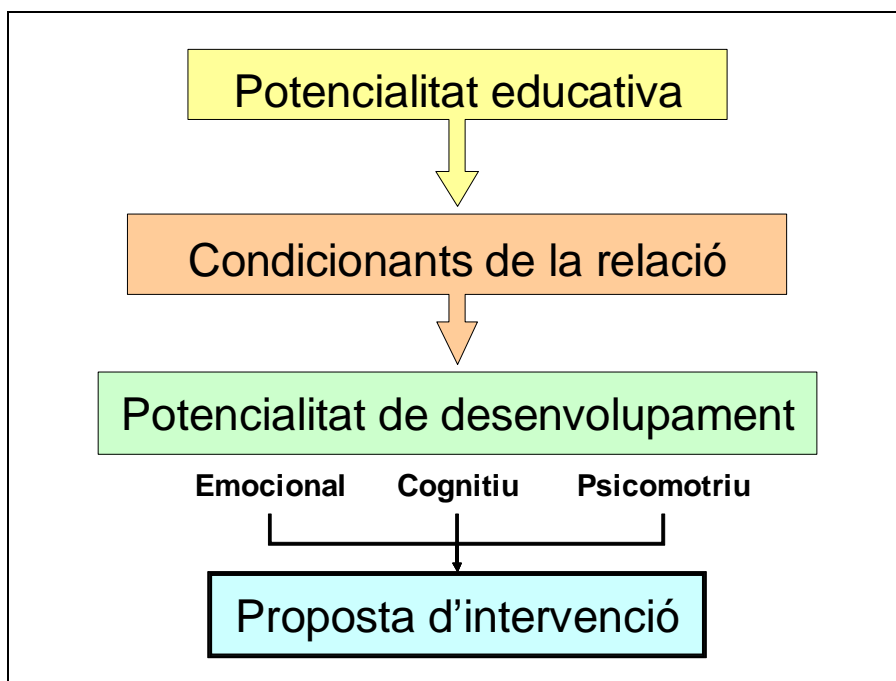 Potencialitat educativa
Condicionants de la relació
Potencialitat de desenvolupament
Emocional Cognitiu Psicomotriu
Proposta d’intervenció